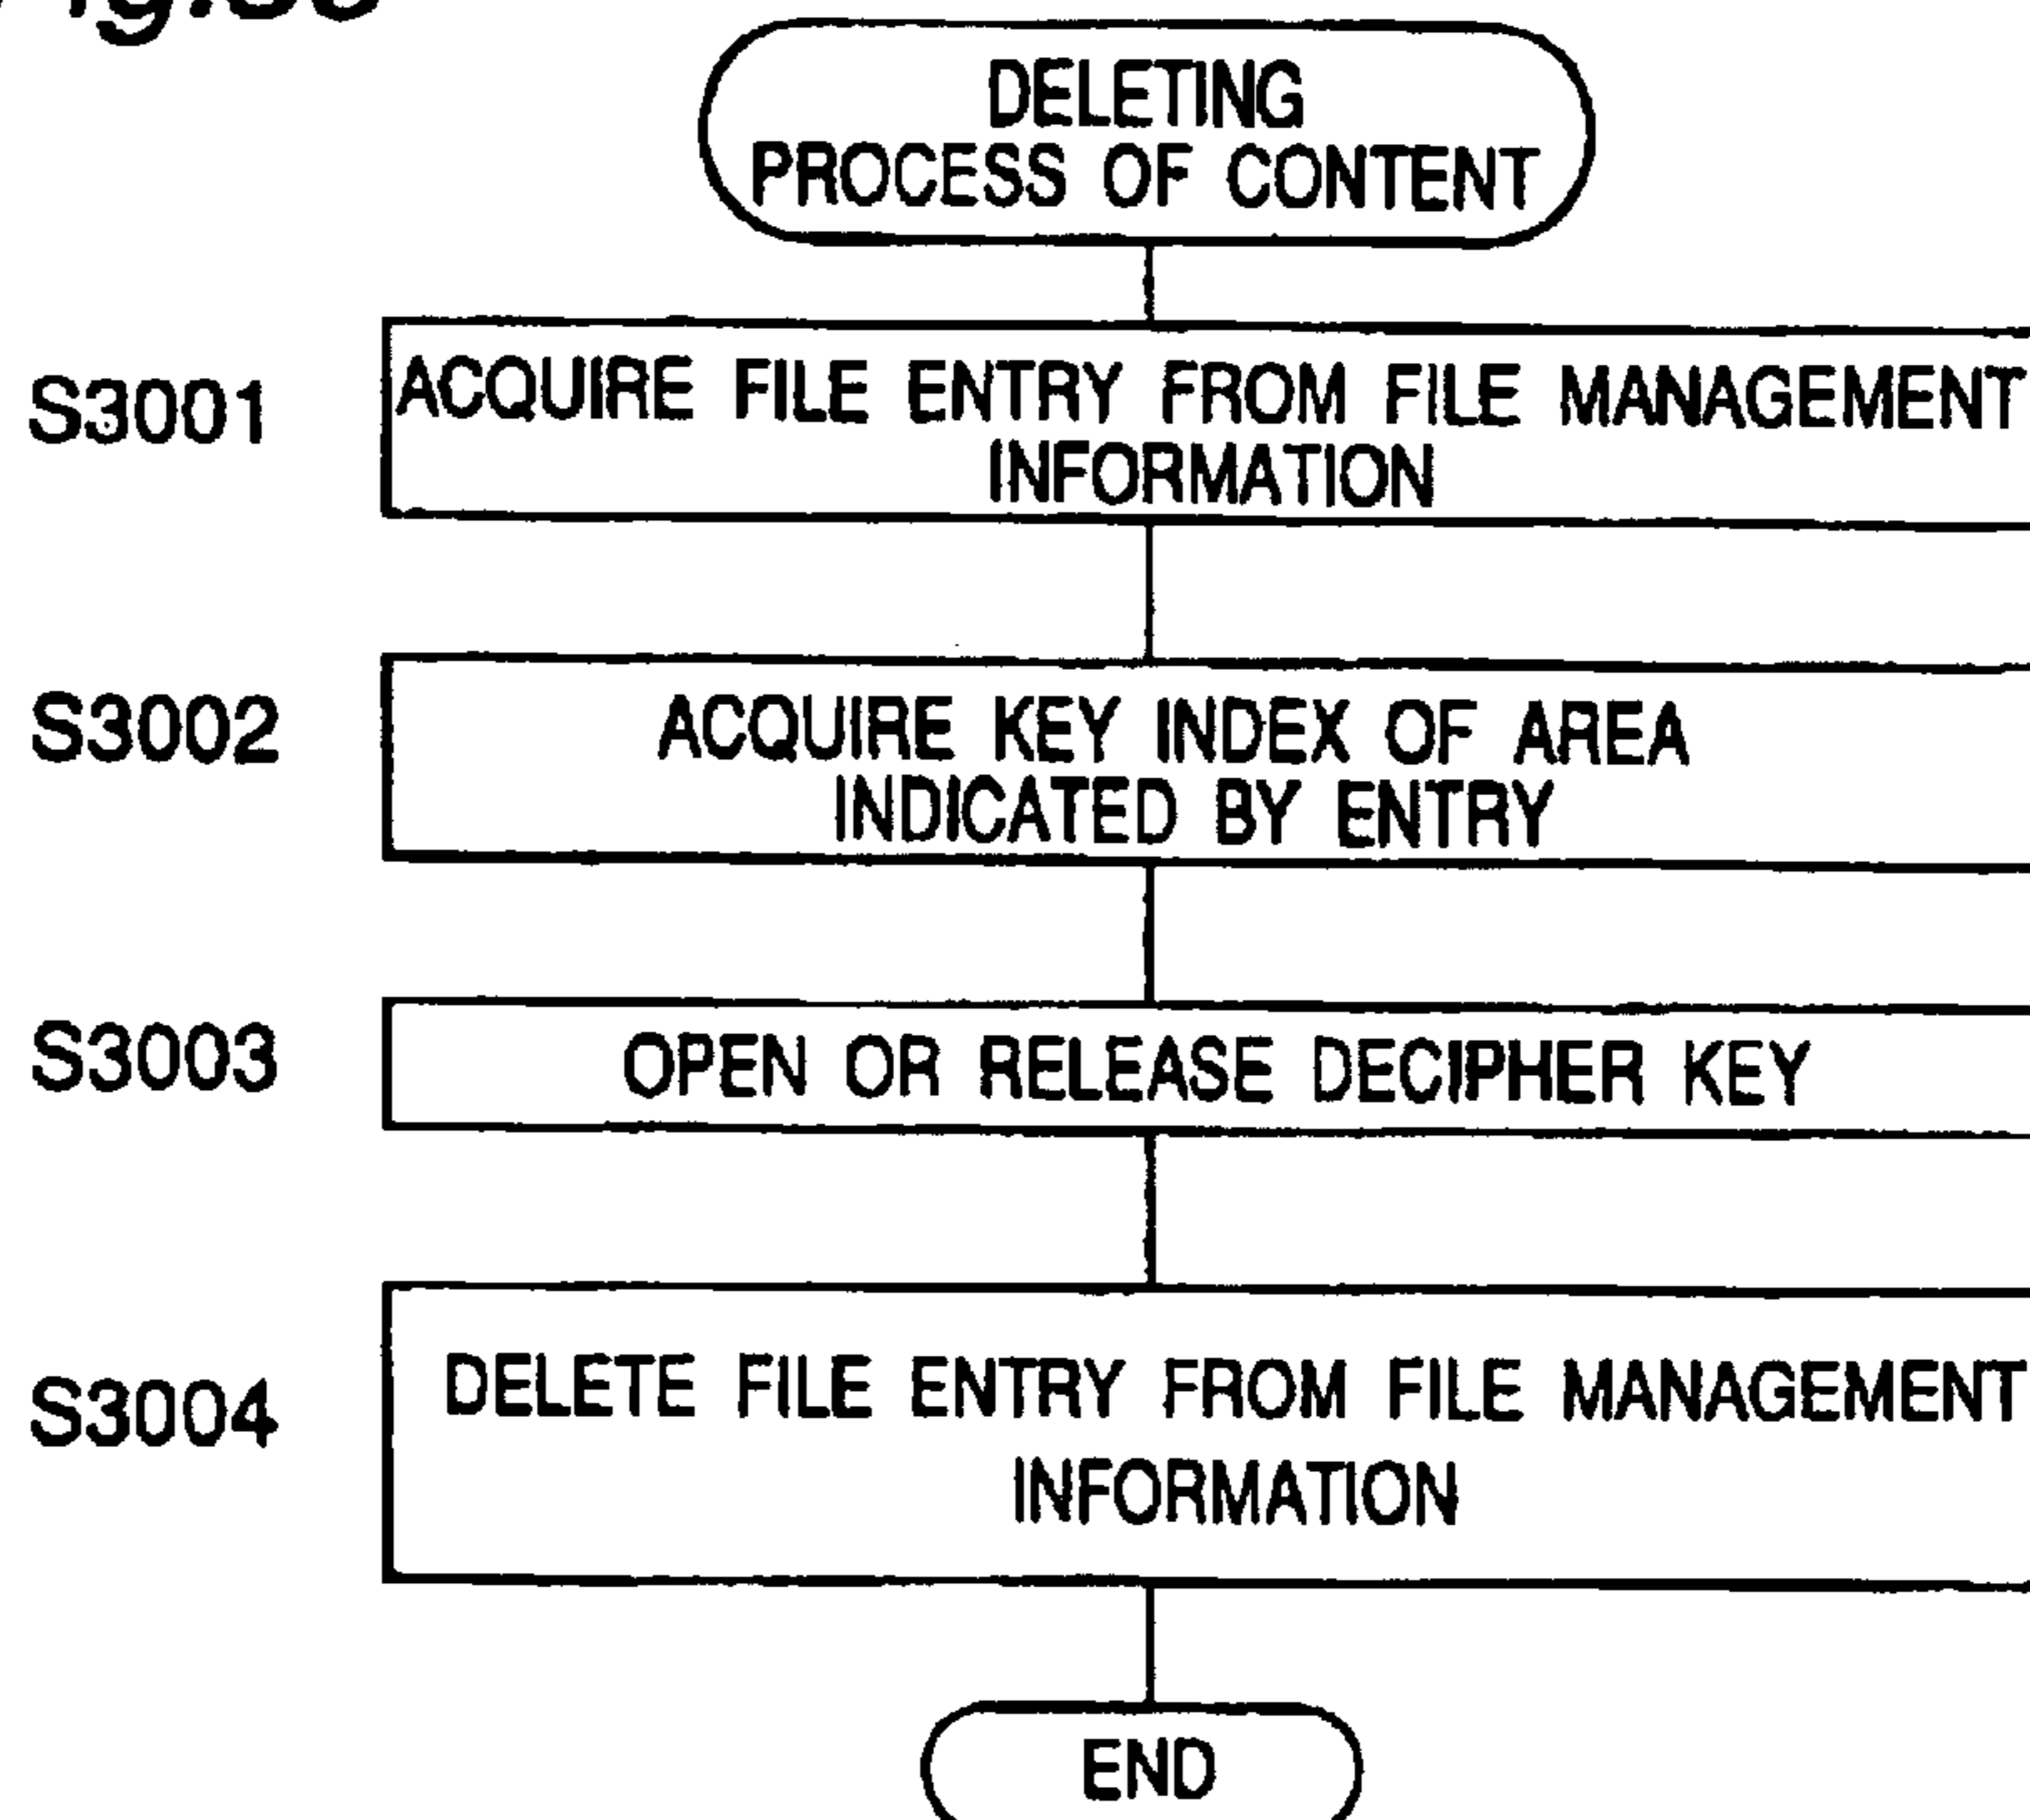 DELETING
PROCESS OF CONTENT
S3001
ACQUIRE FILE ENTRY FROM FILE MANAGEMENT
INFORMATION
S3002
ACQUIRE KEY INDEX OF AREA
INDICATED BY ENTRY
S3003
OPEN OR RELEASE DECIPHER KEY
S3004
DELETE FILE ENTRY FROM FILE MANAGEMENT
INFORMATION
END